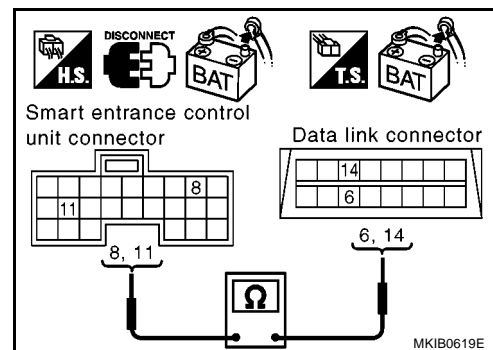 DISCONNECT
H.S.
BAT
T.S.
BAT
Smart entrance control
unit connector
Data link connector
8
11
14
6
8, 11
6, 14
Ω
MKIB0619E